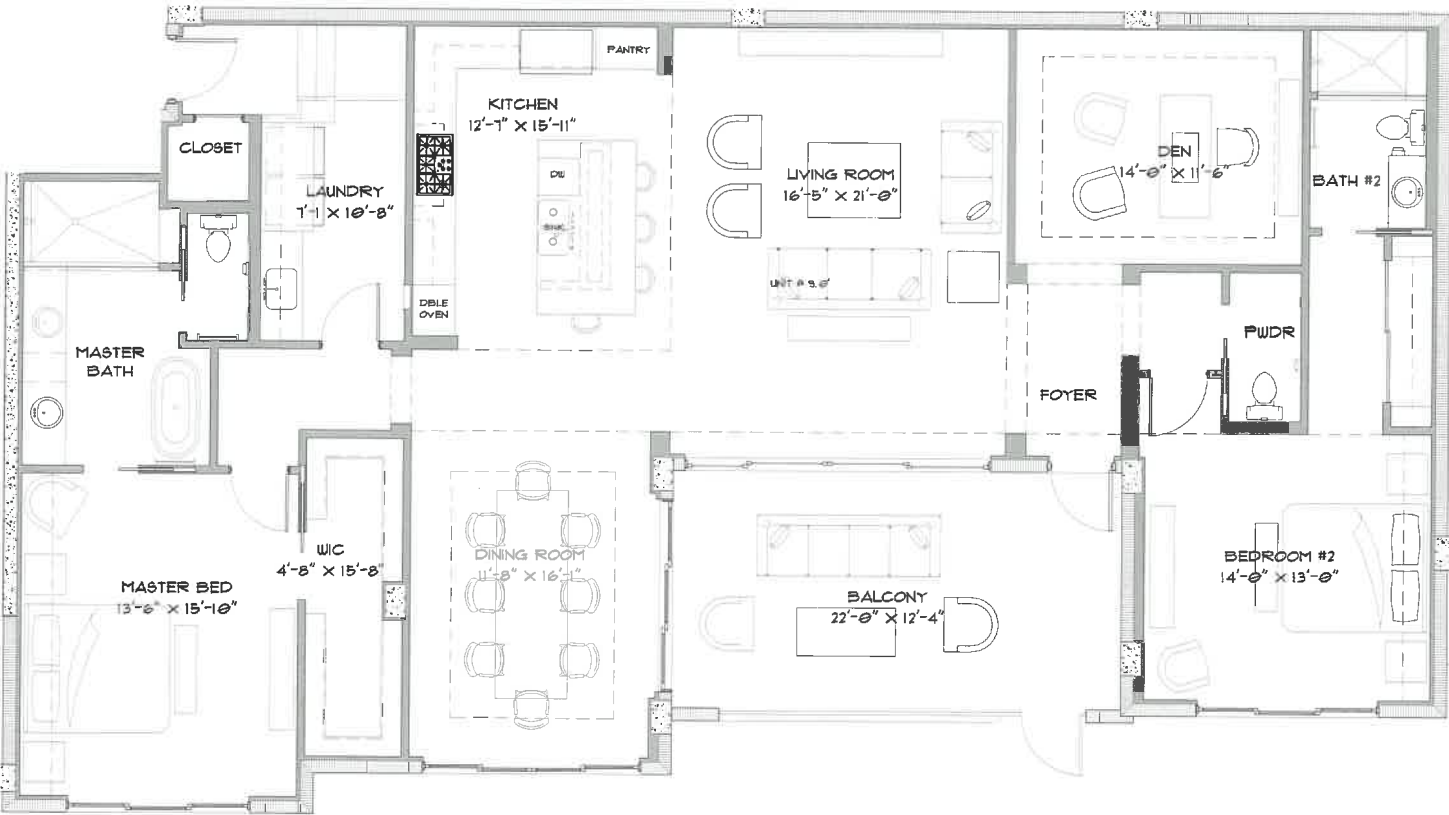 PANTRY
KITCHEN
12'-7" X 15'-11"
CLOSET
LAUNDRY
7'-1 X 10'-8"
DW
SINK
DBLE
OVEN
LIVING ROOM
16'-5" X 21'-0"
DEN
14'-0" X 11'-6"
BATH #2
PWDR
FOYER
MASTER
BATH
WIC
4'-8" X 15'-8"
MASTER BED
13'-6" X 15'-10"
DINING ROOM
11'-8" X 16'-1"
BALCONY
22'-0" X 12'-4"
BEDROOM #2
14'-0" X 13'-0"